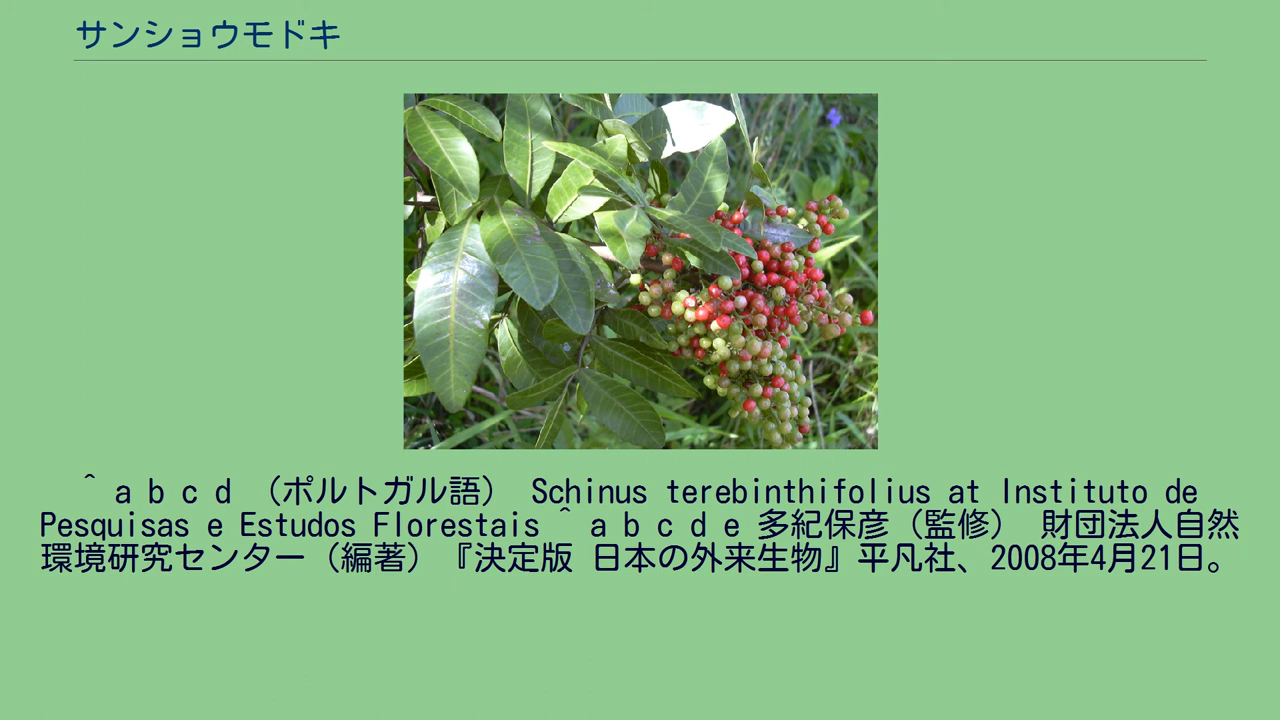 サンショウモドキ
^ a b c d （ポルトガル語） Schinus terebinthifolius at Instituto de
Pesquisas e Estudos Florestais ^ a b c d e 多紀保彦（監修） 財団法人自然
環境研究センター（編著）『決定版 日本の外来生物』平凡社、2008年4月21日。